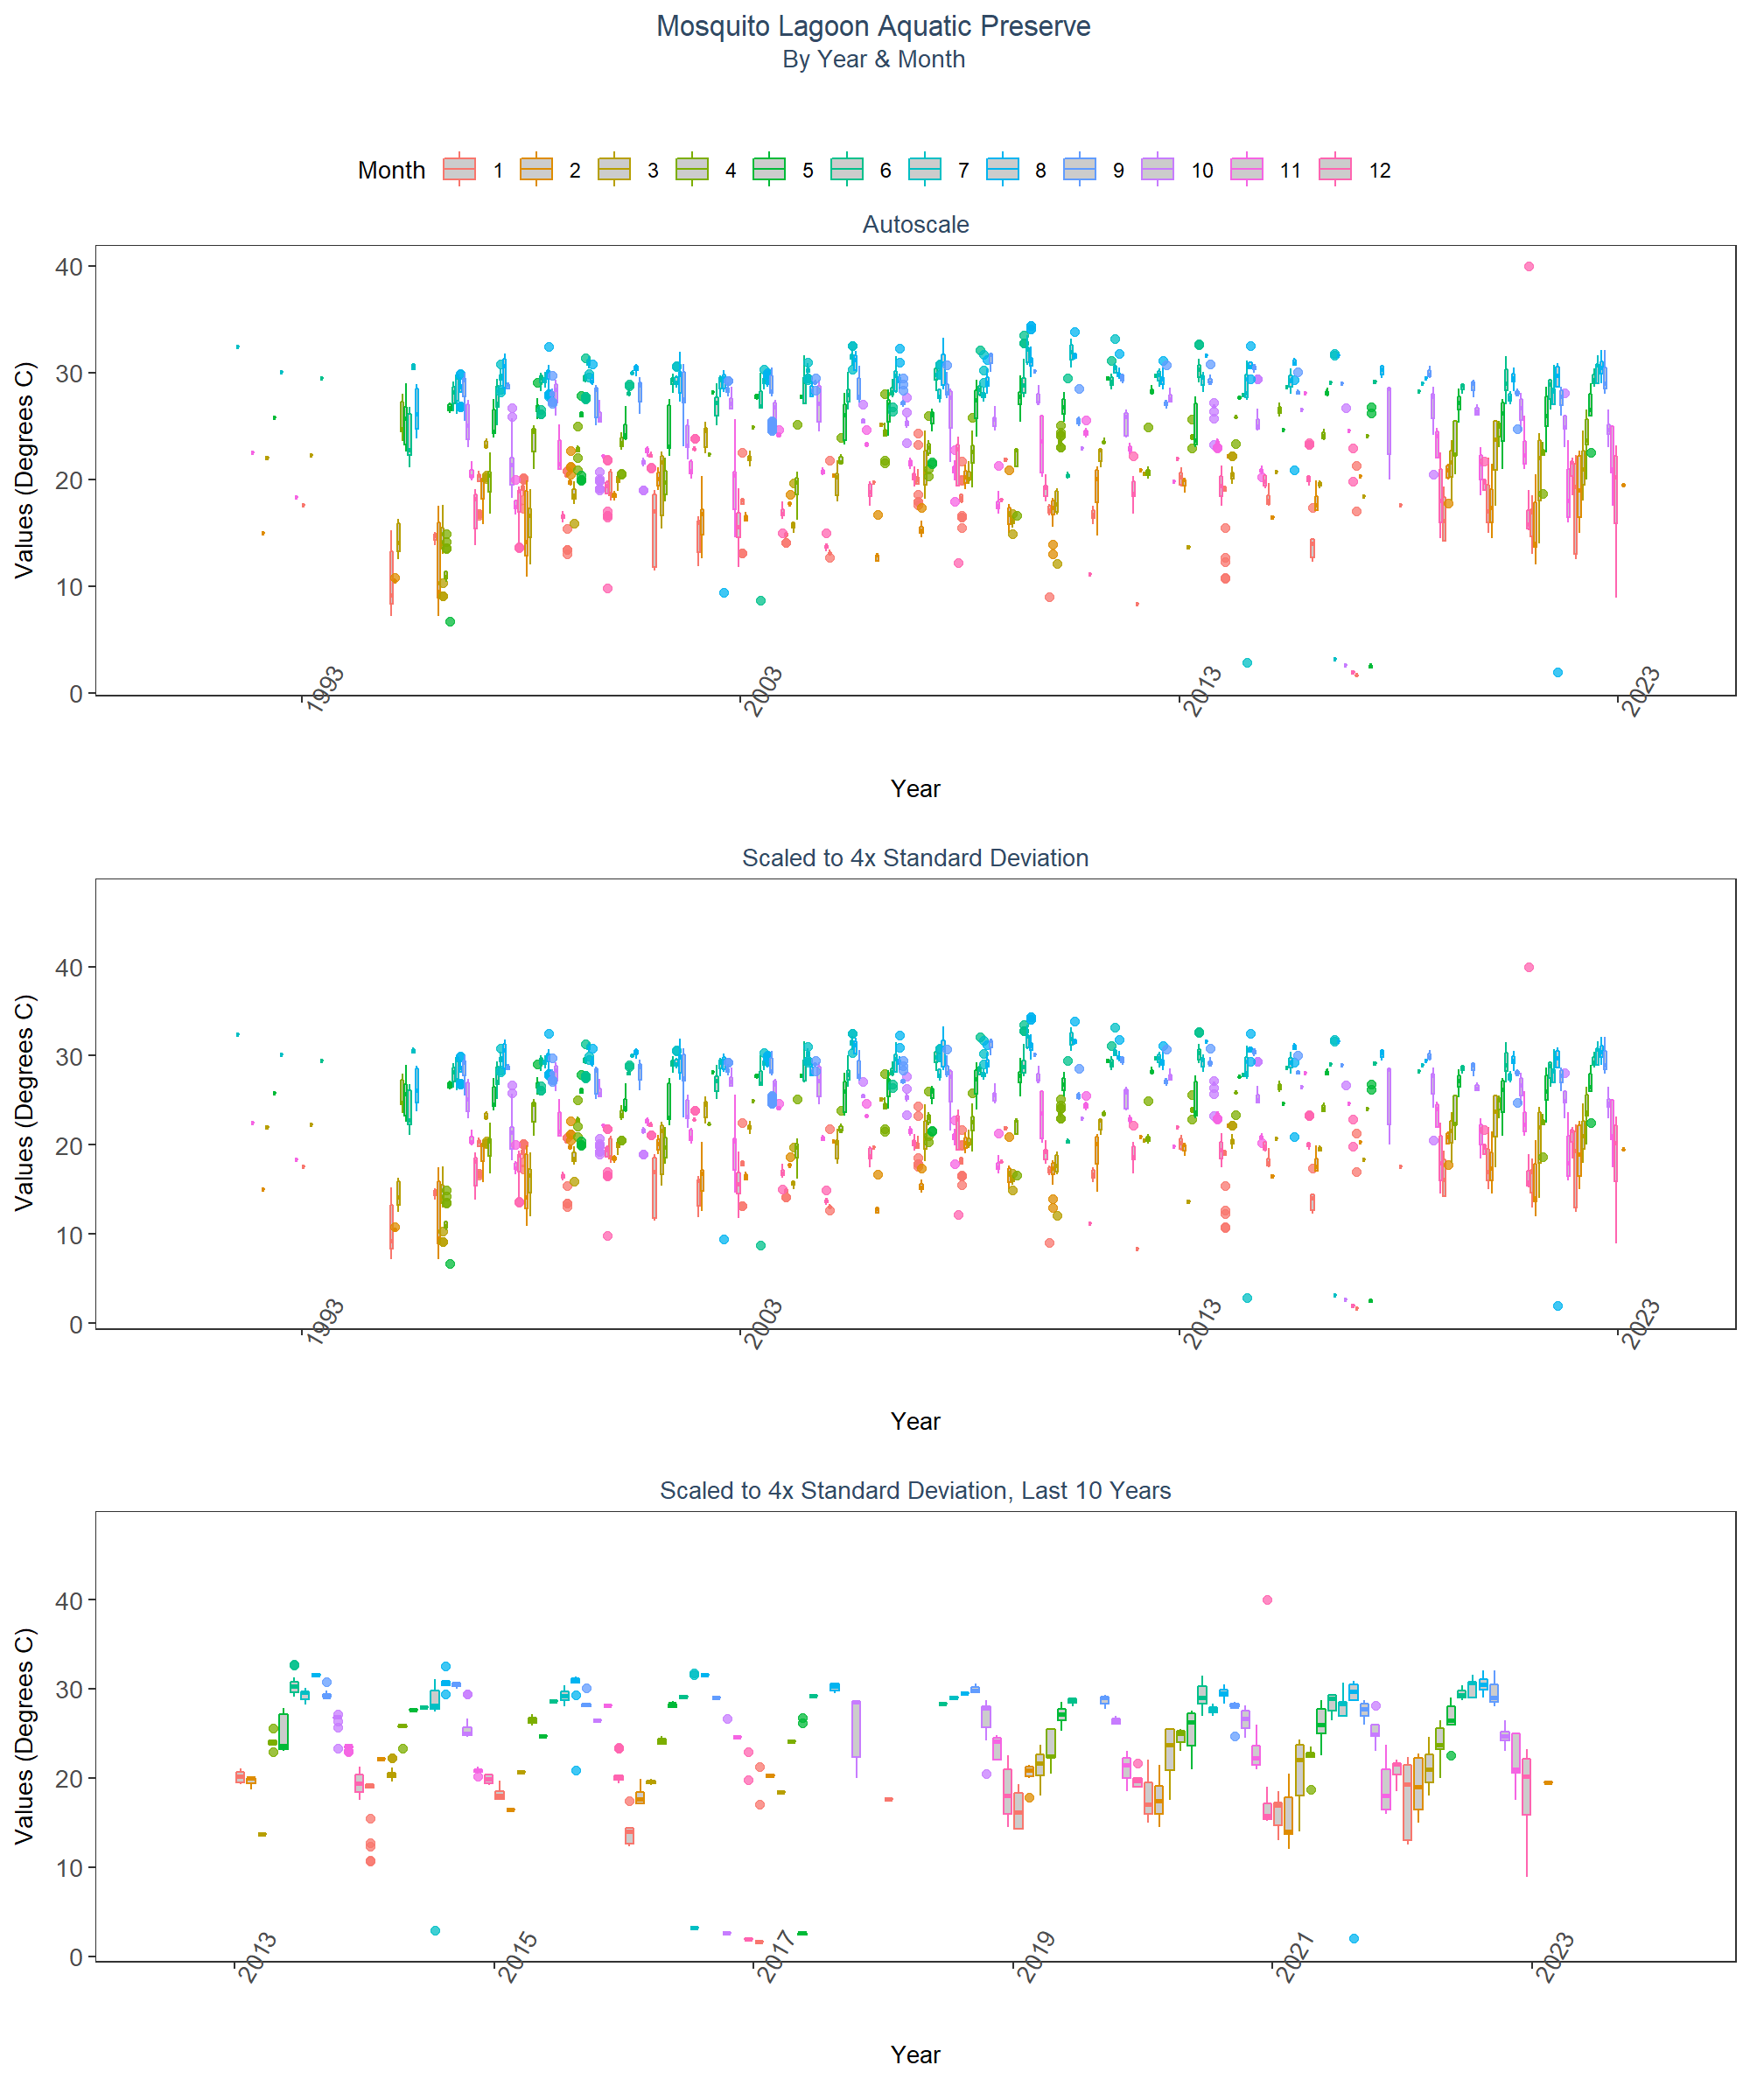 Mosquito Lagoon Aquatic Preserve
By Year & Month
Month 1 2 3 4 5 6 7 8 9 10 11 12
Autoscale
Values (Degrees C)
40
30
20
10
0
1993 2003 2013 2023
Year
Scaled to 4x Standard Deviation
Values (Degrees C)
40
30
20
10
0
1993 2003 2013 2023
Year
Scaled to 4x Standard Deviation, Last 10 Years
Values (Degrees C)
40
30
20
10
0
2013 2015 2017 2019 2021 2023
Year